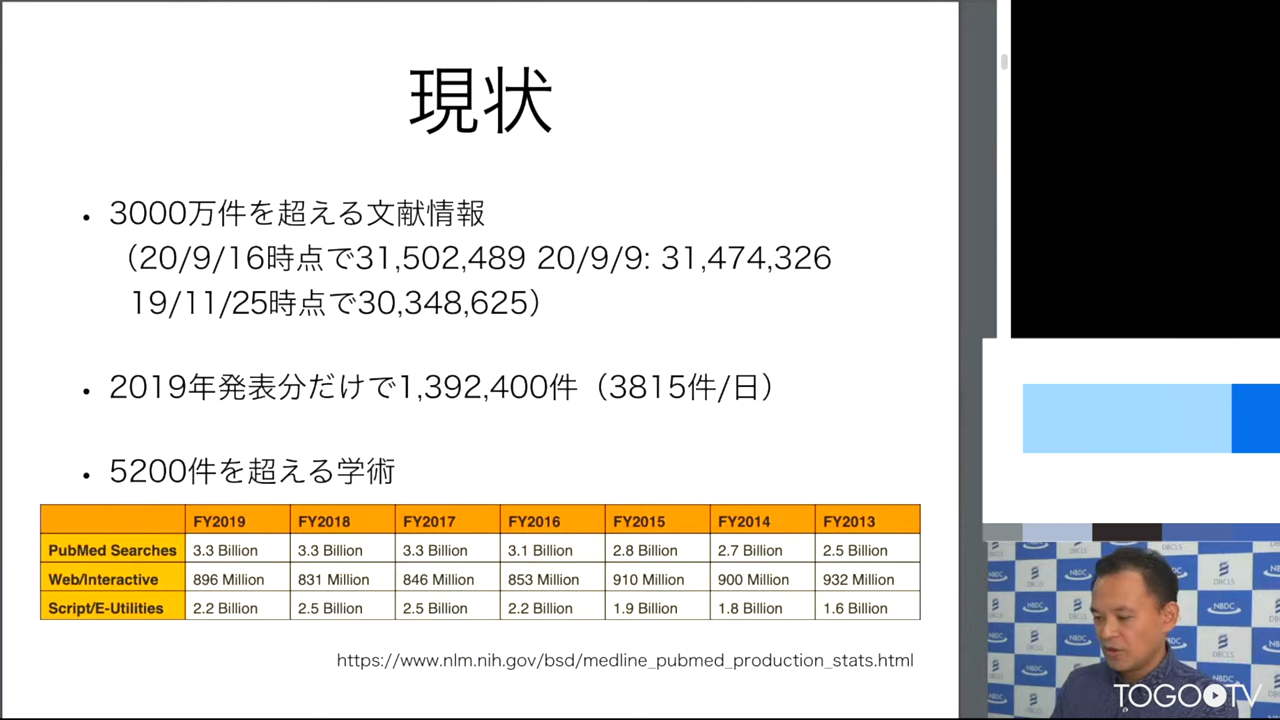 現状
• 3000万件を超える文献情報
（20/9/16時点で31,502,489 20/9/9: 31,474,326
19/11/25時点で30,348,625）
• 2019年発表分だけで1,392,400件（3815件/日）
• 5200件を超える学術
FY2019 FY2018 FY2017 FY2016 FY2015 FY2014 FY2013
PubMed Searches 3.3 Billion 3.3 Billion 3.3 Billion 3.1 Billion 2.8 Billion 2.7 Billion 2.5 Billion
Web/Interactive 896 Million 831 Million 846 Million 853 Million 910 Million 900 Million 932 Million
Script/E-Utilities 2.2 Billion 2.5 Billion 2.5 Billion 2.2 Billion 1.9 Billion 1.8 Billion 1.6 Billion
https://www.nlm.nih.gov/bsd/medline_pubmed_production_stats.html
DBCLS
NBDC
TOGOTV